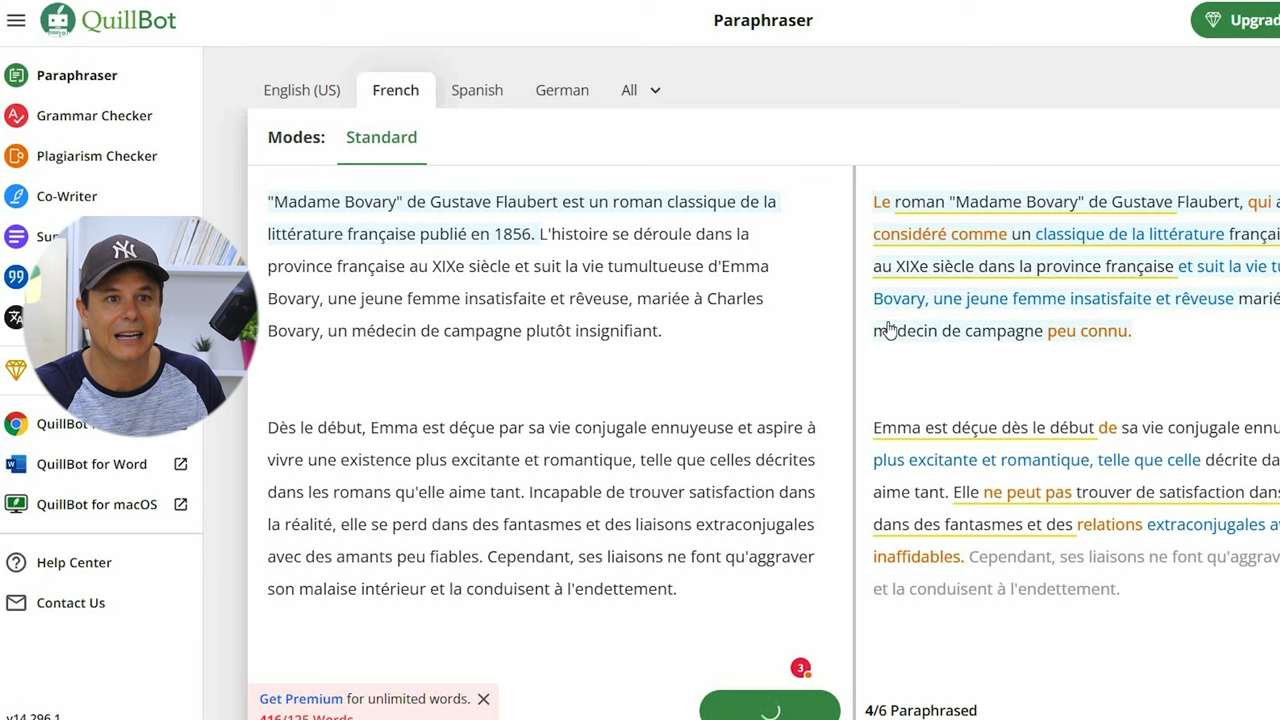 QuillBot
Paraphraser
Upgrad
Paraphraser
Grammar Checker
Plagiarism Checker
Co-Writer
Su
QuillBot
QuillBot for Word
QuillBot for macOS
Help Center
Contact Us
v14.296.1
English (US) French Spanish German All
Modes: Standard
"Madame Bovary" de Gustave Flaubert est un roman classique de la
littérature française publié en 1856. L'histoire se déroule dans la
province française au XIXe siècle et suit la vie tumultueuse d'Emma
Bovary, une jeune femme insatisfaite et rêveuse, mariée à Charles
Bovary, un médecin de campagne plutôt insignifiant.
Dès le début, Emma est déçue par sa vie conjugale ennuyeuse et aspire à
vivre une existence plus excitante et romantique, telle que celles décrites
dans les romans qu'elle aime tant. Incapable de trouver satisfaction dans
la réalité, elle se perd dans des fantasmes et des liaisons extraconjugales
avec des amants peu fiables. Cependant, ses liaisons ne font qu'aggraver
son malaise intérieur et la conduisent à l'endettement.
3
Get Premium for unlimited words.
416/125 Words
Le roman "Madame Bovary" de Gustave Flaubert, qui a
considéré comme un classique de la littérature françai
au XIXe siècle dans la province française et suit la vie tu
Bovary, une jeune femme insatisfaite et rêveuse marié
médecin de campagne peu connu.
Emma est déçue dès le début de sa vie conjugale ennu
plus excitante et romantique, telle que celle décrite da
aime tant. Elle ne peut pas trouver de satisfaction dans
dans des fantasmes et des relations extraconjugales a
inaffidables. Cependant, ses liaisons ne font qu'aggrav
et la conduisent à l'endettement.
4/6 Paraphrased